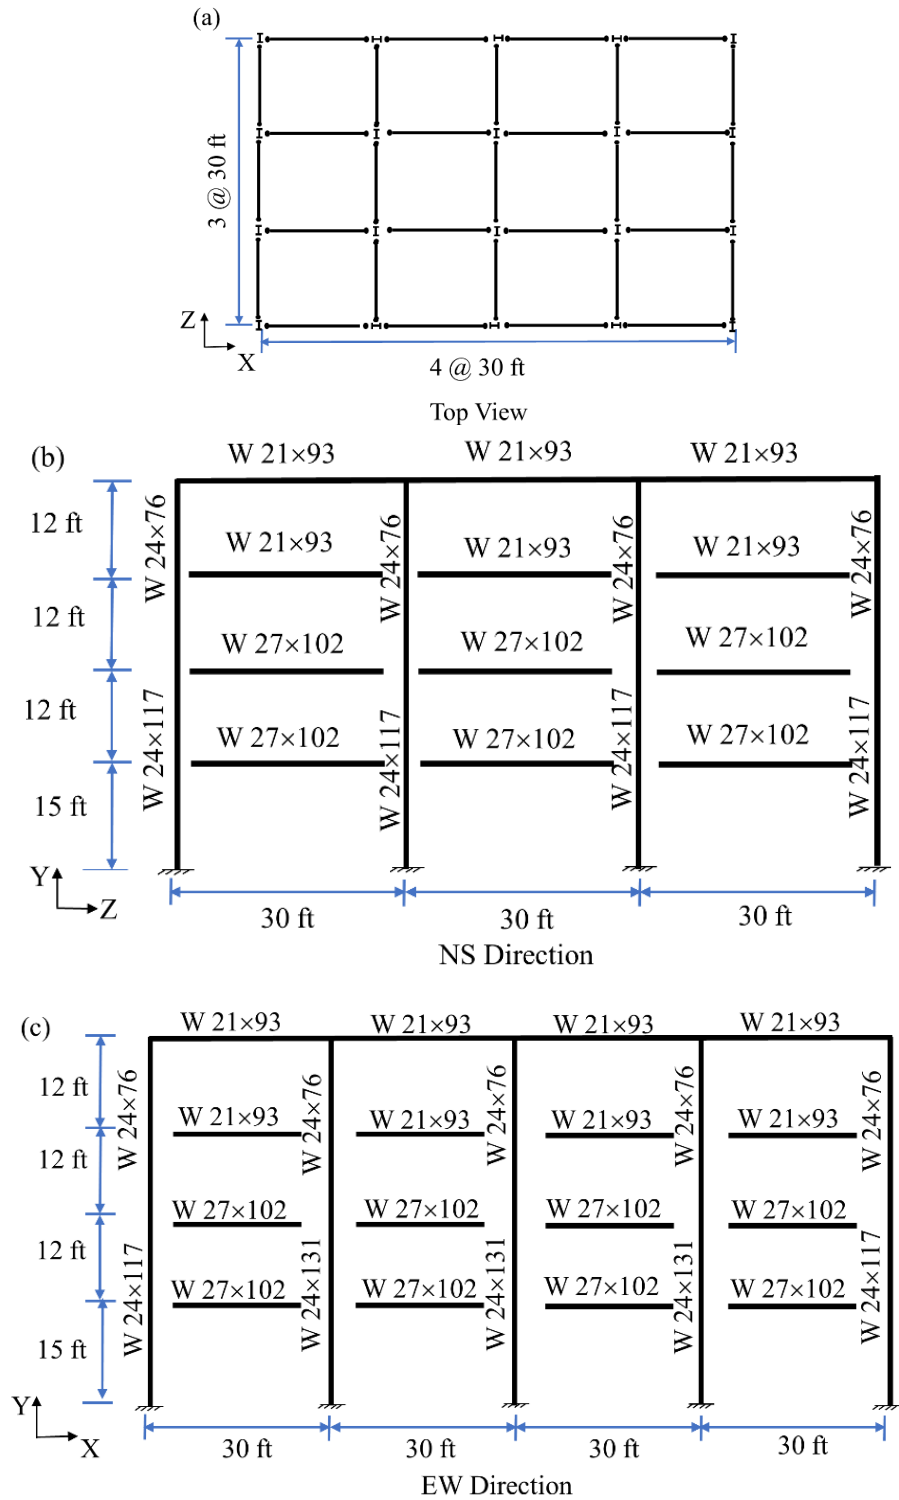 (a)
3 @ 30 ft
Z
X
4 @ 30 ft
Top View
(b)
W 21×93
W 21×93
W 21×93
12 ft
W 24×76
W 24×76
W 24×76
W 24×76
W 21×93
W 21×93
W 21×93
12 ft
W 27×102
W 27×102
W 27×102
12 ft
W 24×117
W 24×117
W 24×117
W 24×117
W 27×102
W 27×102
W 27×102
15 ft
Y
Z
30 ft
30 ft
30 ft
NS Direction
(c)
W 21×93
W 21×93
W 21×93
W 21×93
12 ft
W 24×76
W 24×76
W 24×76
W 24×76
W 24×76
W 21×93
W 21×93
W 21×93
W 21×93
12 ft
W 27×102
W 27×102
W 27×102
W 27×102
12 ft
W 24×117
W 24×131
W 24×131
W 24×131
W 24×117
W 27×102
W 27×102
W 27×102
W 27×102
15 ft
Y
X
30 ft
30 ft
30 ft
30 ft
EW Direction